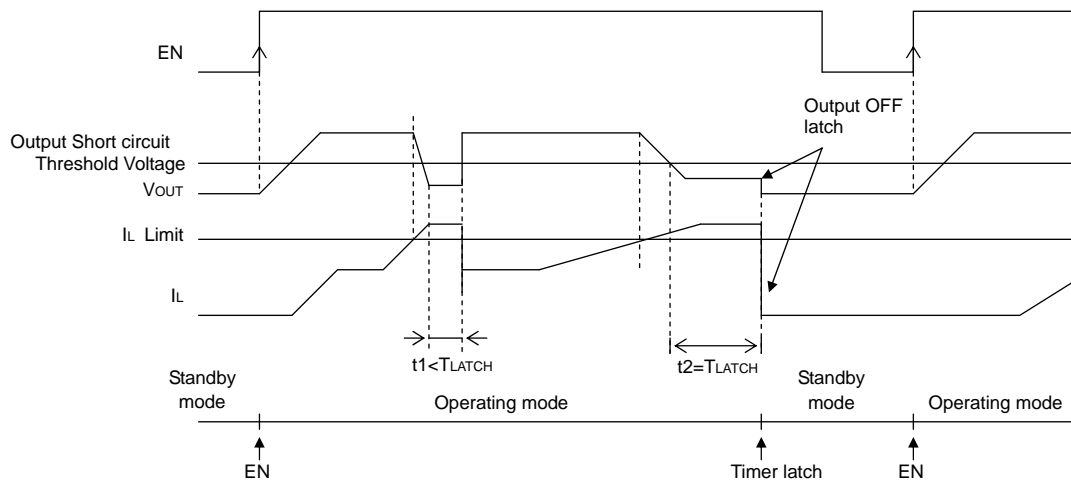 EN
Output OFF
latch
Output Short circuit
Threshold Voltage
VOUT
IL Limit
IL
t1<TLATCH
t2=TLATCH
Standby
mode
Operating mode
Standby
mode
Operating mode
EN
Timer latch
EN